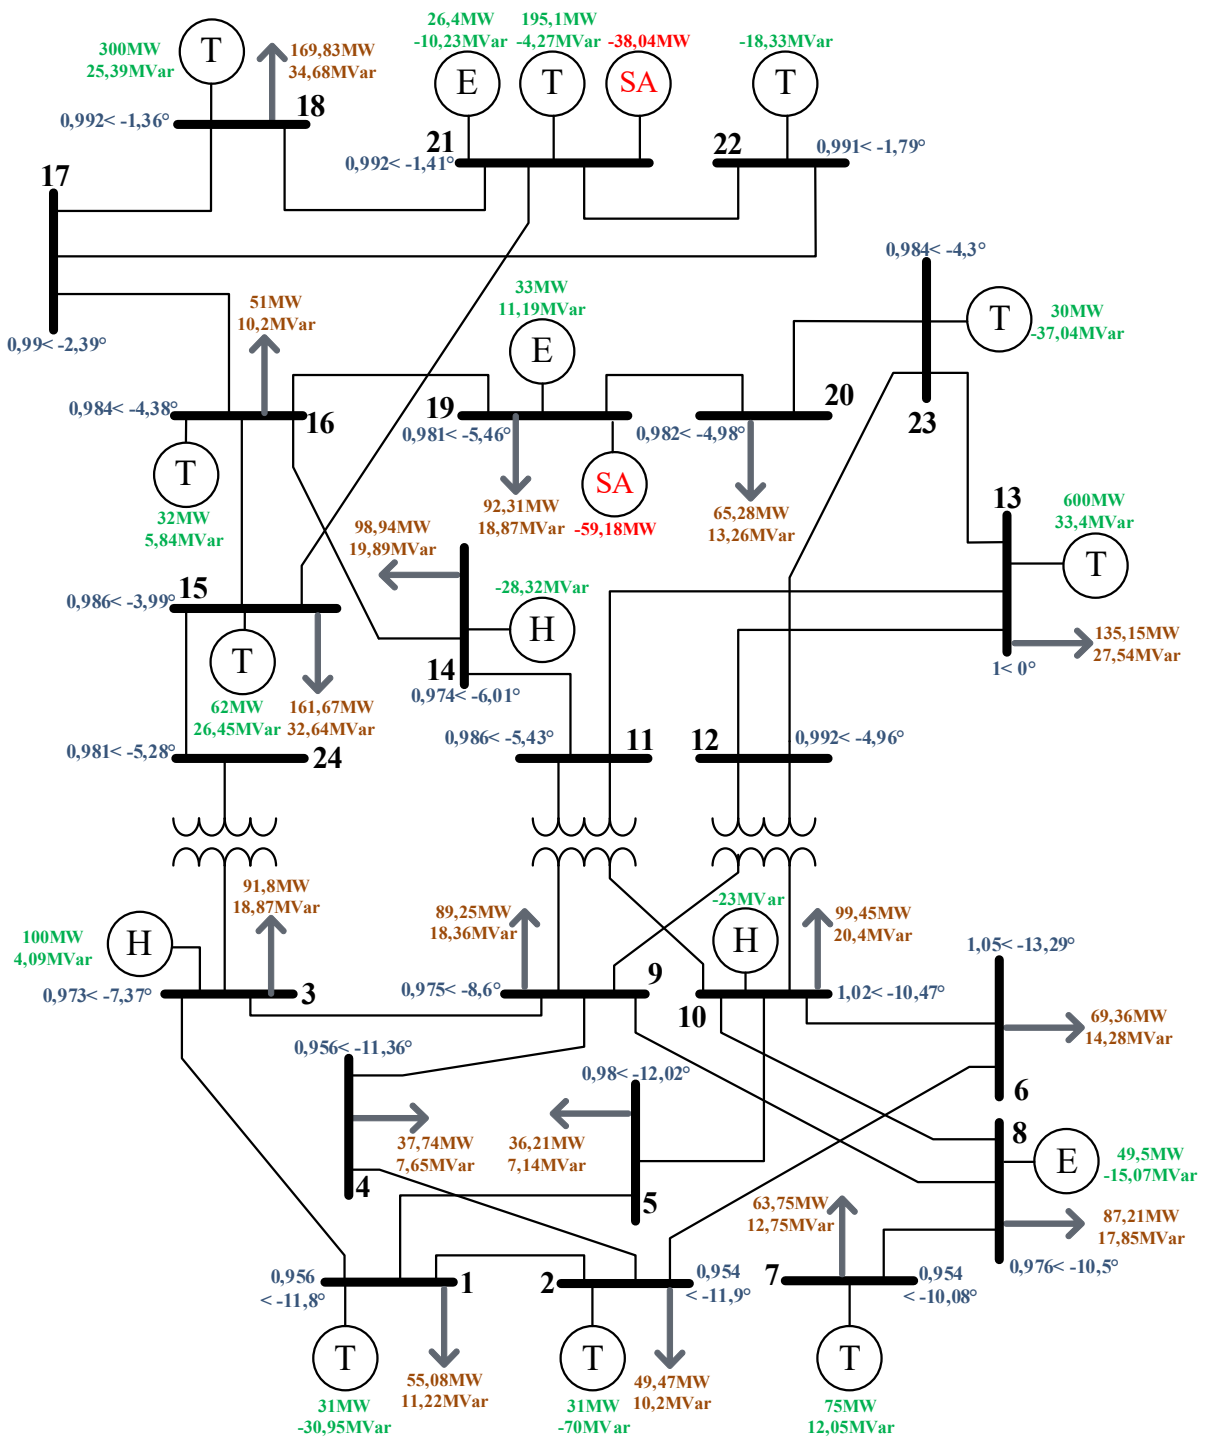 300MW
25,39MVar
T
169,83MW
34,68MVar
18
0,992< -1,36°
26,4MW
-10,23MVar
195,1MW
-4,27MVar
-38,04MW
E
T
SA
21
0,992< -1,41°
-18,33MVar
T
22
0,991< -1,79°
17
0,99< -2,39°
0,984< -4,3°
T
30MW
-37,04MVar
23
51MW
10,2MVar
0,984< -4,38°
16
T
32MW
5,84MVar
33MW
11,19MVar
E
19
0,981< -5,46°
92,31MW
18,87MVar
SA
-59,18MW
20
0,982< -4,98°
65,28MW
13,26MVar
13
600MW
33,4MVar
T
135,15MW
27,54MVar
1< 0°
98,94MW
19,89MVar
-28,32MVar
H
14
0,974< -6,01°
15
0,986< -3,99°
T
62MW
26,45MVar
161,67MW
32,64MVar
0,981< -5,28°
24
0,986< -5,43°
11
12
0,992< -4,96°
91,8MW
18,87MVar
100MW
4,09MVar
H
0,973< -7,37°
3
89,25MW
18,36MVar
0,975< -8,6°
9
-23MVar
H
99,45MW
20,4MVar
10
1,02< -10,47°
1,05< -13,29°
69,36MW
14,28MVar
6
0,956< -11,36°
37,74MW
7,65MVar
4
0,98< -12,02°
36,21MW
7,14MVar
5
8
E
49,5MW
-15,07MVar
87,21MW
17,85MVar
0,976< -10,5°
63,75MW
12,75MVar
0,956
< -11,8°
1
T
31MW
-30,95MVar
55,08MW
11,22MVar
2
0,954
< -11,9°
T
31MW
-70MVar
49,47MW
10,2MVar
7
0,954
< -10,08°
T
75MW
12,05MVar